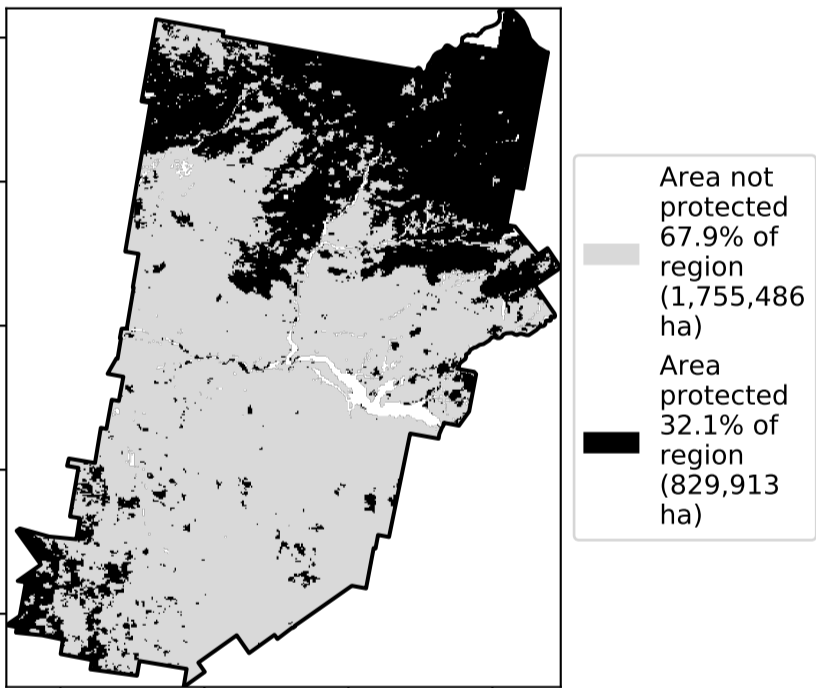 Area not
protected
67.9% of
region
(1,755,486
ha)
Area
protected
32.1% of
region
(829,913
ha)